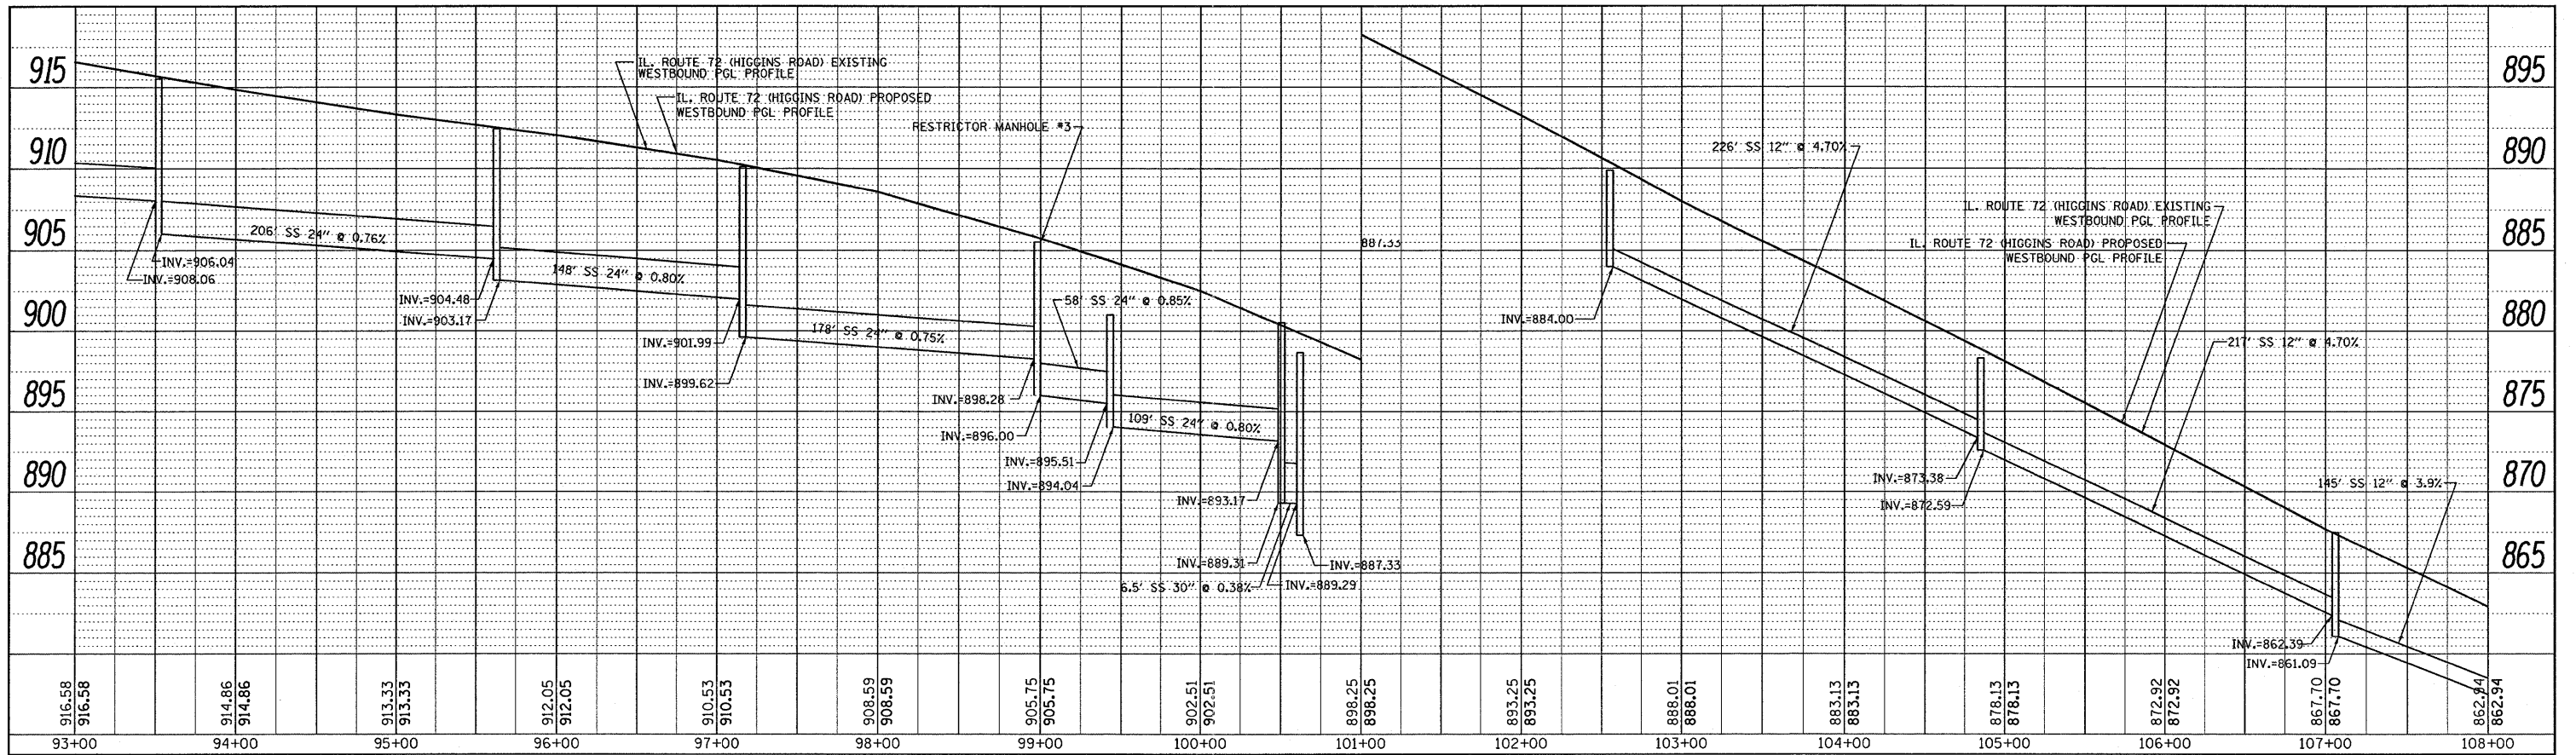 915
910
905
900
895
890
885
895
890
885
880
875
870
865
IL. ROUTE 72 (HIGGINS ROAD) EXISTING
WESTBOUND PGL PROFILE
IL. ROUTE 72 (HIGGINS ROAD) PROPOSED
WESTBOUND PGL PROFILE
RESTRICTOR MANHOLE #3
206' SS 24" @ 0.76%
INV.=906.04
INV.=908.06
148' SS 24" @ 0.80%
INV.=904.48
INV.=903.17
178' SS 24" @ 0.75%
INV.=901.99
INV.=899.62
58' SS 24" @ 0.85%
INV.=898.28
INV.=896.00
109' SS 24" @ 0.80%
INV.=895.51
INV.=894.04
INV.=893.17
INV.=889.31
INV.=887.33
6.5' SS 30" @ 0.38%
INV.=889.29
887.33
226' SS 12" @ 4.70%
IL. ROUTE 72 (HIGGINS ROAD) EXISTING
WESTBOUND PGL PROFILE
IL. ROUTE 72 (HIGGINS ROAD) PROPOSED
WESTBOUND PGL PROFILE
INV.=884.00
217' SS 12" @ 4.70%
INV.=873.38
INV.=872.59
145' SS 12" @ 3.9%
INV.=862.39
INV.=861.09
916.58
916.58
914.86
914.86
913.33
913.33
912.05
912.05
910.53
910.53
908.59
908.59
905.75
905.75
902.51
902.51
898.25
898.25
893.25
893.25
888.01
888.01
883.13
883.13
878.13
878.13
872.92
872.92
867.70
867.70
862.94
862.94
93+00
94+00
95+00
96+00
97+00
98+00
99+00
100+00
101+00
102+00
103+00
104+00
105+00
106+00
107+00
108+00